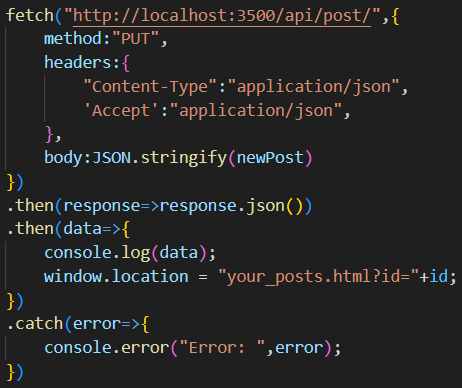 fetch("http://localhost:3500/api/post/",{
    method:"PUT",
    headers:{
        "Content-Type":"application/json",
        'Accept':"application/json",
    },
    body:JSON.stringify(newPost)
})
.then(response=>response.json())
.then(data=>{
    console.log(data);
    window.location = "your_posts.html?id="+id;
})
.catch(error=>{
    console.error("Error: ",error);
})